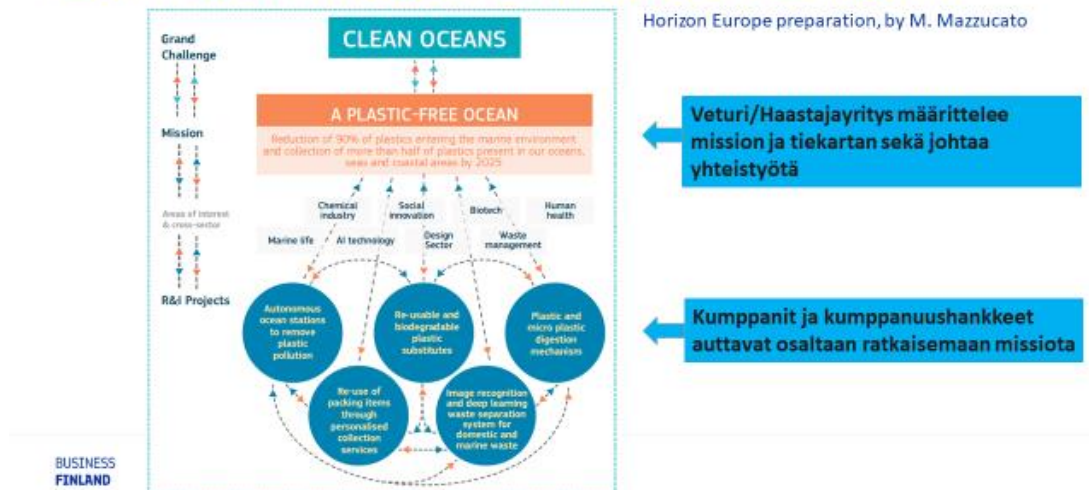 Horizon Europe preparation, by M. Mazzucato
Grand
Challenge
Mission
Areas of interest
& cross-sector
R&I Projects
CLEAN OCEANS
A PLASTIC-FREE OCEAN
Reduction of 90% of plastics entering the marine environment
and collection of more than half of plastics present in our oceans,
seas and coastal areas by 2025
Chemical
industry
Social
innovation
Biotech
Human
health
Marine life
AI technology
Design
Sector
Waste
management
Autonomous
ocean stations
to remove
plastic
pollution
Re-usable and
biodegradable
plastic
substitutes
Plastic and
micro plastic
digestion
mechanism
Re-use of
packing items
through
personalised
collection
services
Image recognition
and deep learning
waste separation
system for
domestic and
marine waste
Veturi/Haastajayritys määrittelee
mission ja tiekartan sekä johtaa
yhteistyötä
Kumppanit ja kumppanuushankkeet
auttavat osaltaan ratkaisemaan missiota
BUSINESS
FINLAND